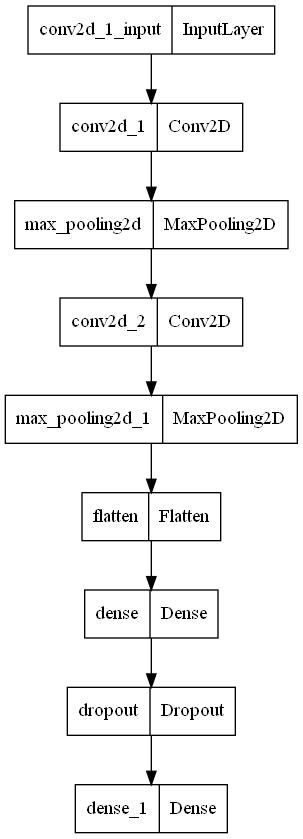 conv2d_1_input InputLayer
conv2d_1 Conv2D
max_pooling2d MaxPooling2D
conv2d_2 Conv2D
max_pooling2d_1 MaxPooling2D
flatten Flatten
dense Dense
dropout Dropout
dense_1 Dense